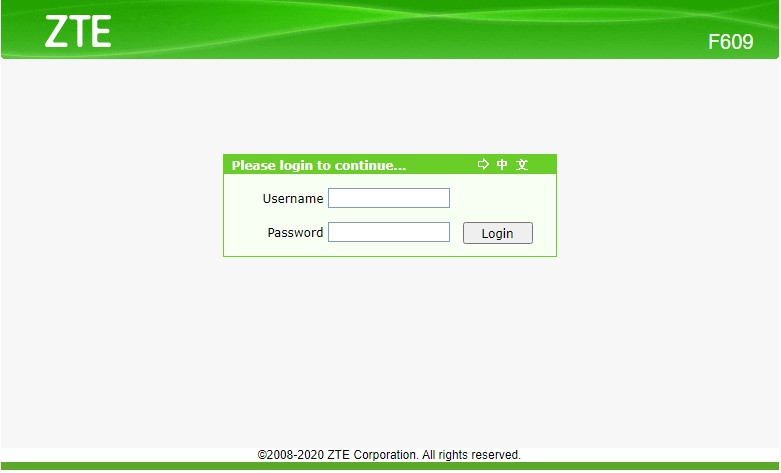 ZTE
F609
Please login to continue... ⇨ 中 文
Username
Password Login
©2008-2020 ZTE Corporation. All rights reserved.